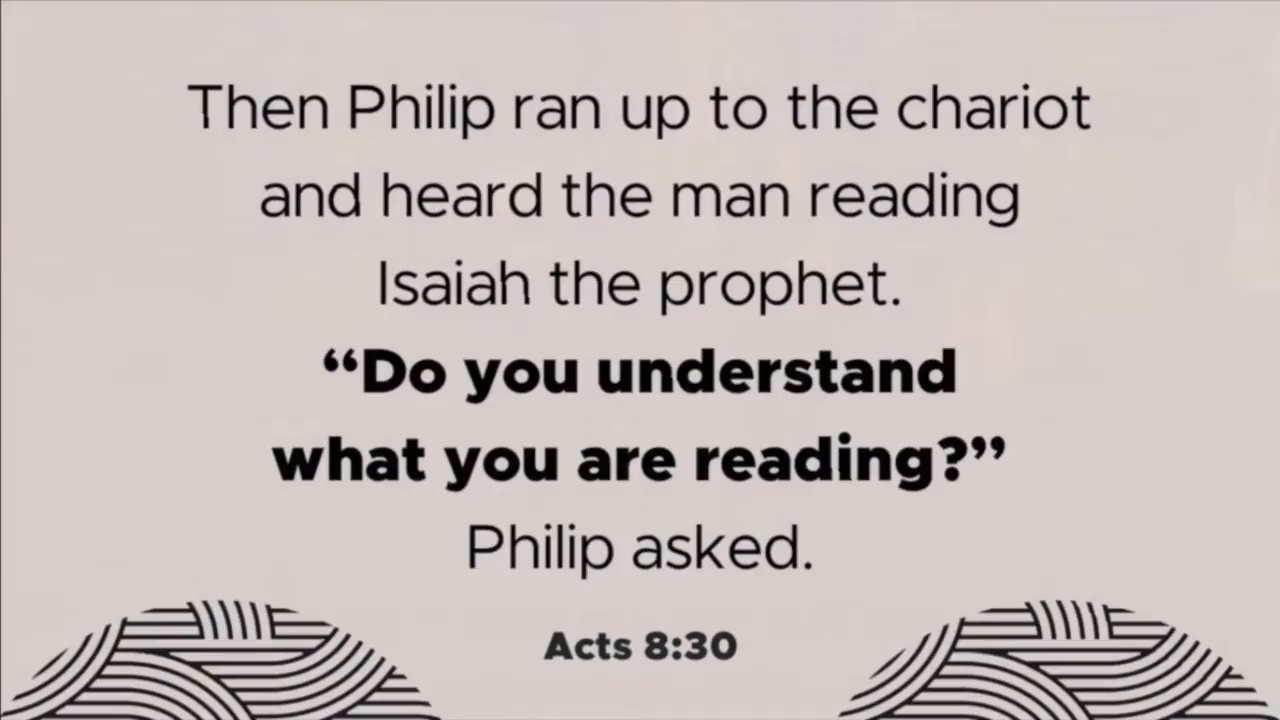 Then Philip ran up to the chariot
and heard the man reading
Isaiah the prophet.
“Do you understand
what you are reading?”
Philip asked.
Acts 8:30